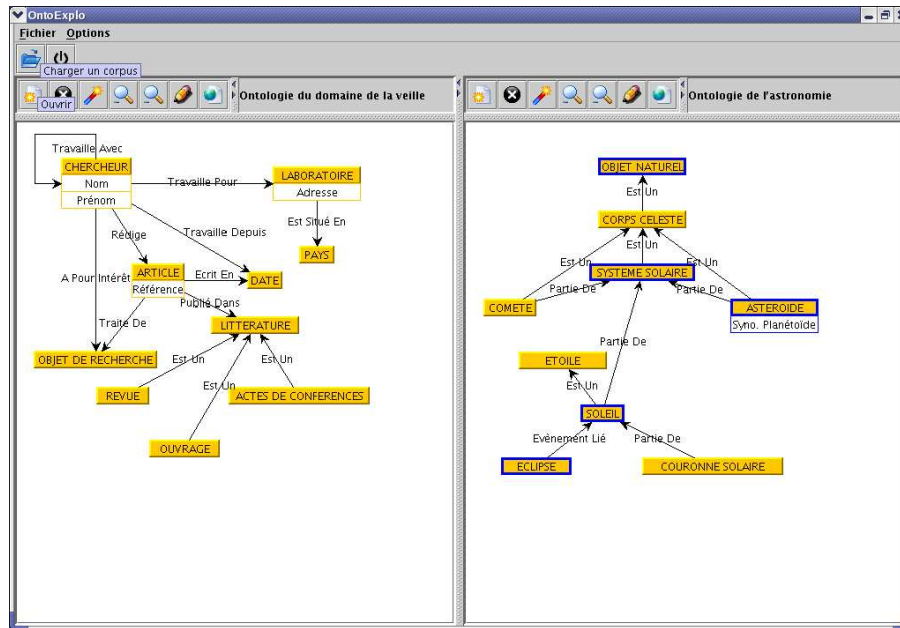 OntoExplo
Fichier Options
Charger un corpus
Ouvrir
Ontologie du domaine de la veille
Travaille Avec
CHERCHEUR
Nom
Prénom
Travaille Pour
LABORATOIRE
Adresse
Est Situé En
PAYS
Rédige
Travaille Depuis
A Pour Intérêt
ARTICLE
Référence
Ecrit En
DATE
Publié Dans
Traite De
LITTERATURE
OBJET DE RECHERCHE
Est Un
Est Un
Est Un
REVUE
ACTES DE CONFERENCES
OUVRAGE
Ontologie de l'astronomie
OBJET NATUREL
Est Un
CORPS CELESTE
Est Un
Est Un
Est Un
SYSTEME SOLAIRE
Partie De
Partie De
COMETE
ASTEROIDE
Syno. Planétoïde
Partie De
ETOILE
Est Un
SOLEIL
Evènement Lié
Partie De
ECLIPSE
COURONNE SOLAIRE